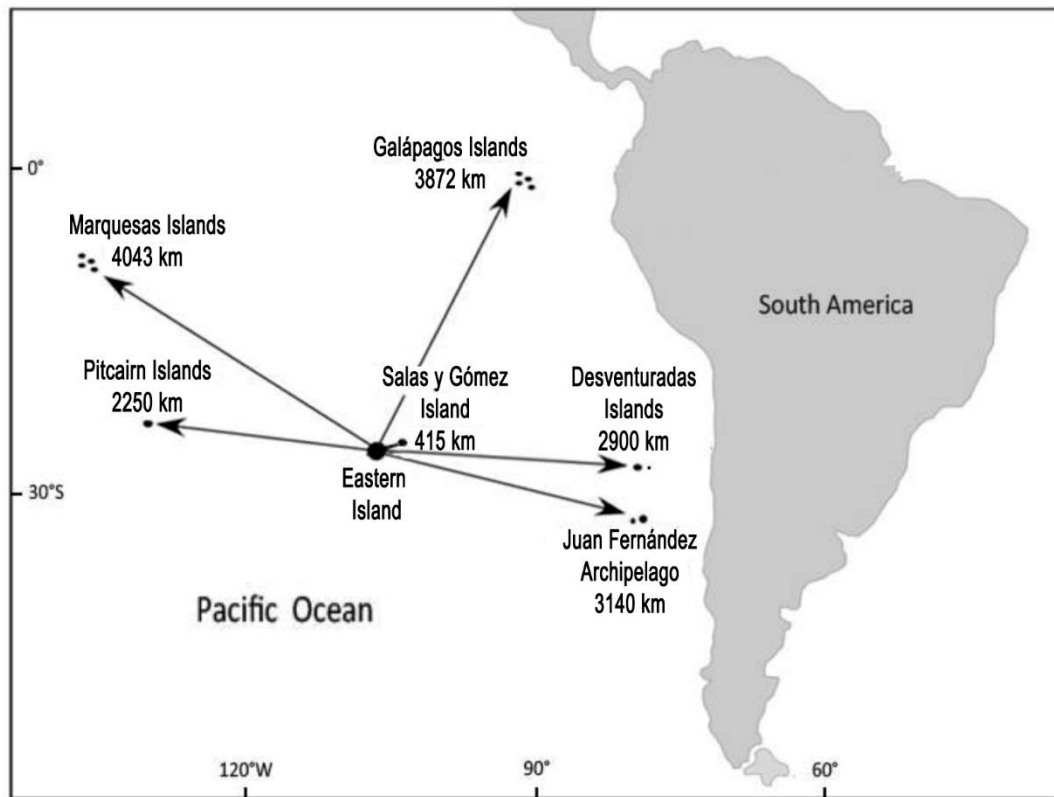 Galápagos Islands
3872 km
0°
Marquesas Islands
4043 km
South America
Pitcairn Islands
2250 km
Salas y Gómez
Island
415 km
Desventuradas
Islands
2900 km
Eastern
Island
30°S
Juan Fernández
Archipelago
3140 km
Pacific Ocean
120°W
90°
60°